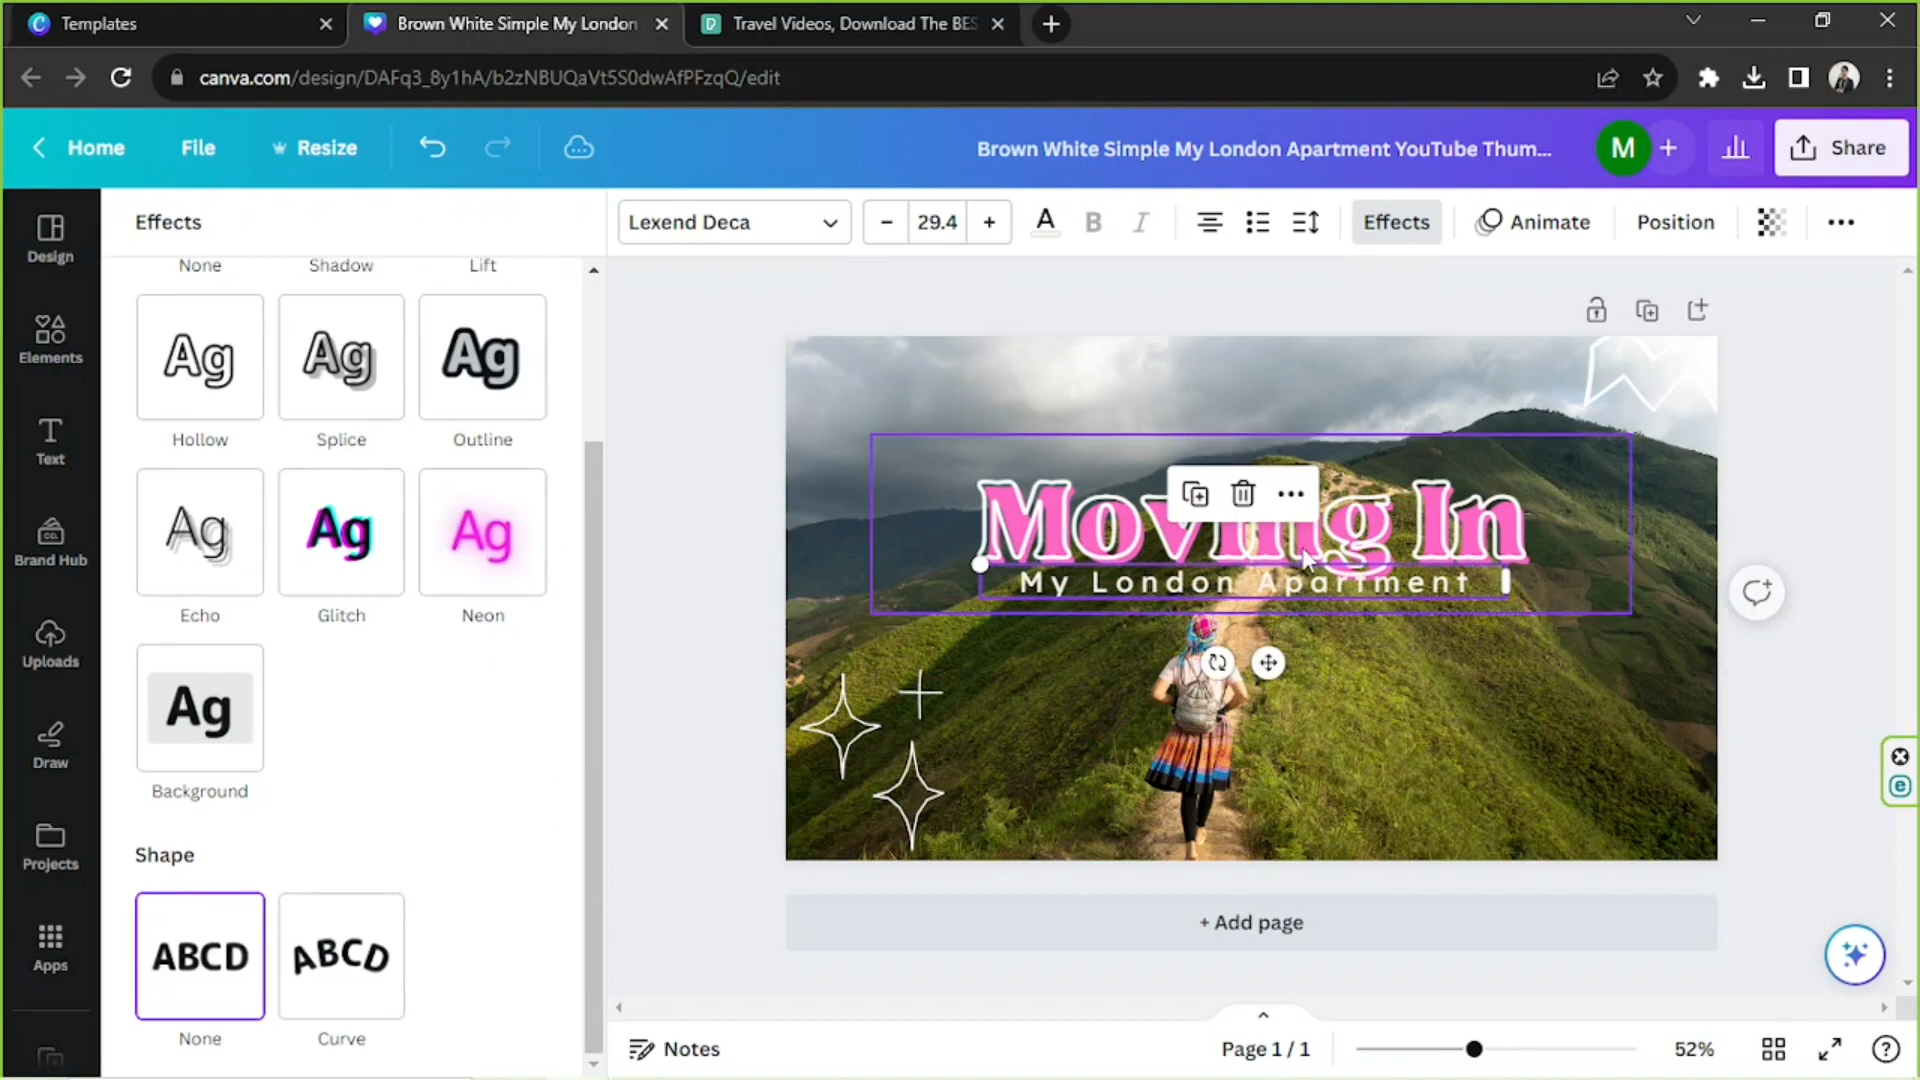 Templates
Brown White Simple My London
Travel Videos, Download The BES
canva.com/design/DAFq3_8y1hA/b2zNBUQaVt5S0dwAfPFzqQ/edit
Home
File
Resize
Brown White Simple My London Apartment YouTube Thum...
M
Share
Design
Elements
Text
CO.
Brand Hub
Uploads
Draw
Projects
Apps
Effects
None
Shadow
Lift
Ag
Ag
Ag
Hollow
Splice
Outline
Ag
Ag
Ag
Echo
Glitch
Neon
Ag
Background
Shape
ABCD
ABCD
None
Curve
Lexend Deca
29.4
A
B
I
Effects
Animate
Position
Moving In
My London Apartment
+ Add page
Notes
Page 1 / 1
52%